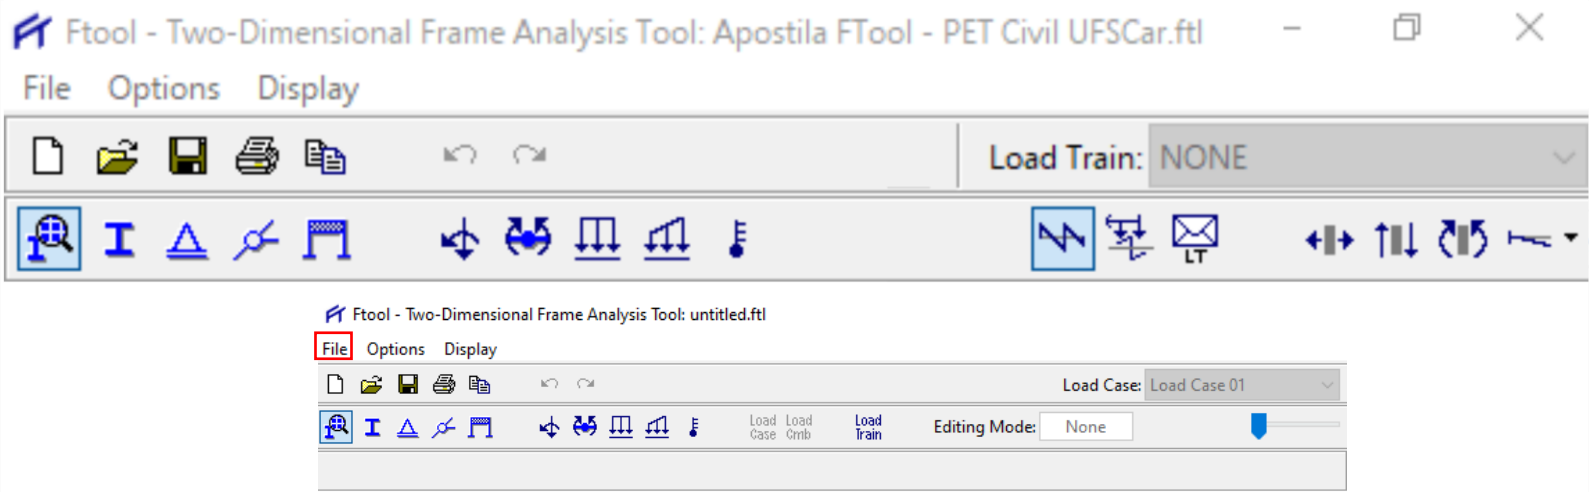 Ftool - Two-Dimensional Frame Analysis Tool: Apostila FTool - PET Civil UFSCar.ftl
File Options Display
Load Train: NONE
LT
Ftool - Two-Dimensional Frame Analysis Tool: untitled.ftl
File Options Display
Load Case: Load Case 01
Load Case Load Cmb Load Train Editing Mode: None